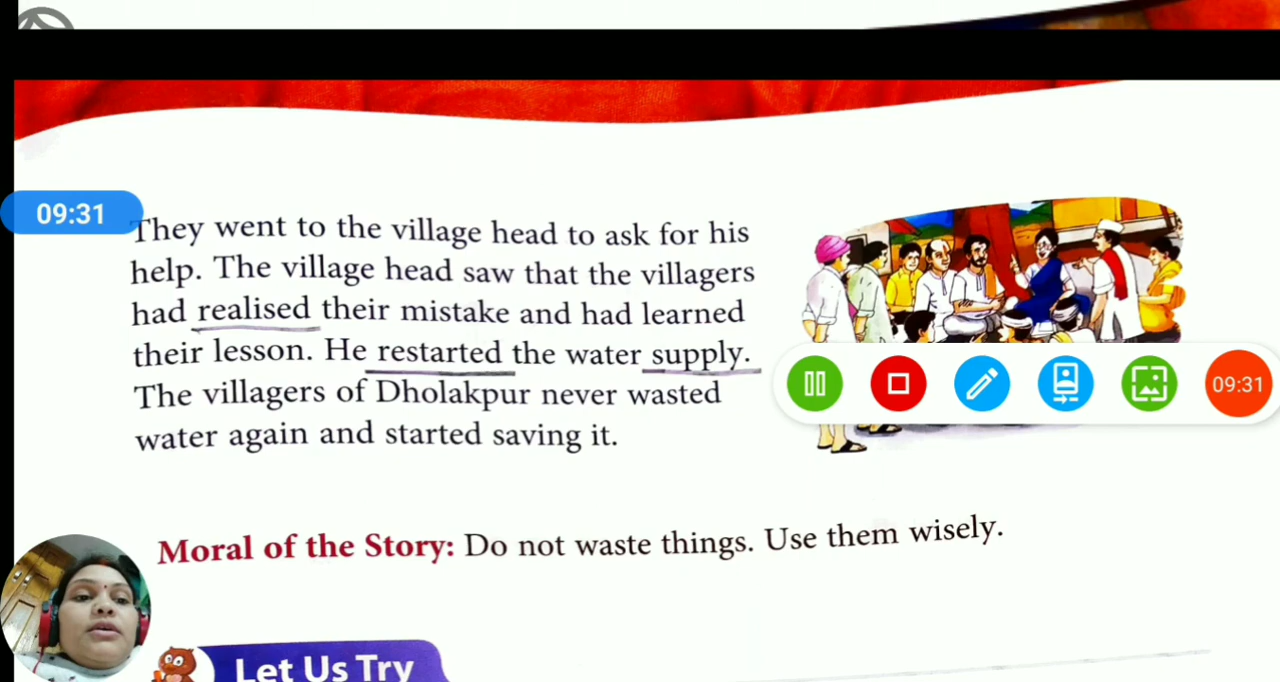 09:31
They went to the village head to ask for his
help. The village head saw that the villagers
had realised their mistake and had learned
their lesson. He restarted the water supply.
The villagers of Dholakpur never wasted
water again and started saving it.
09:31
Moral of the Story: Do not waste things. Use them wisely.
Let Us Try